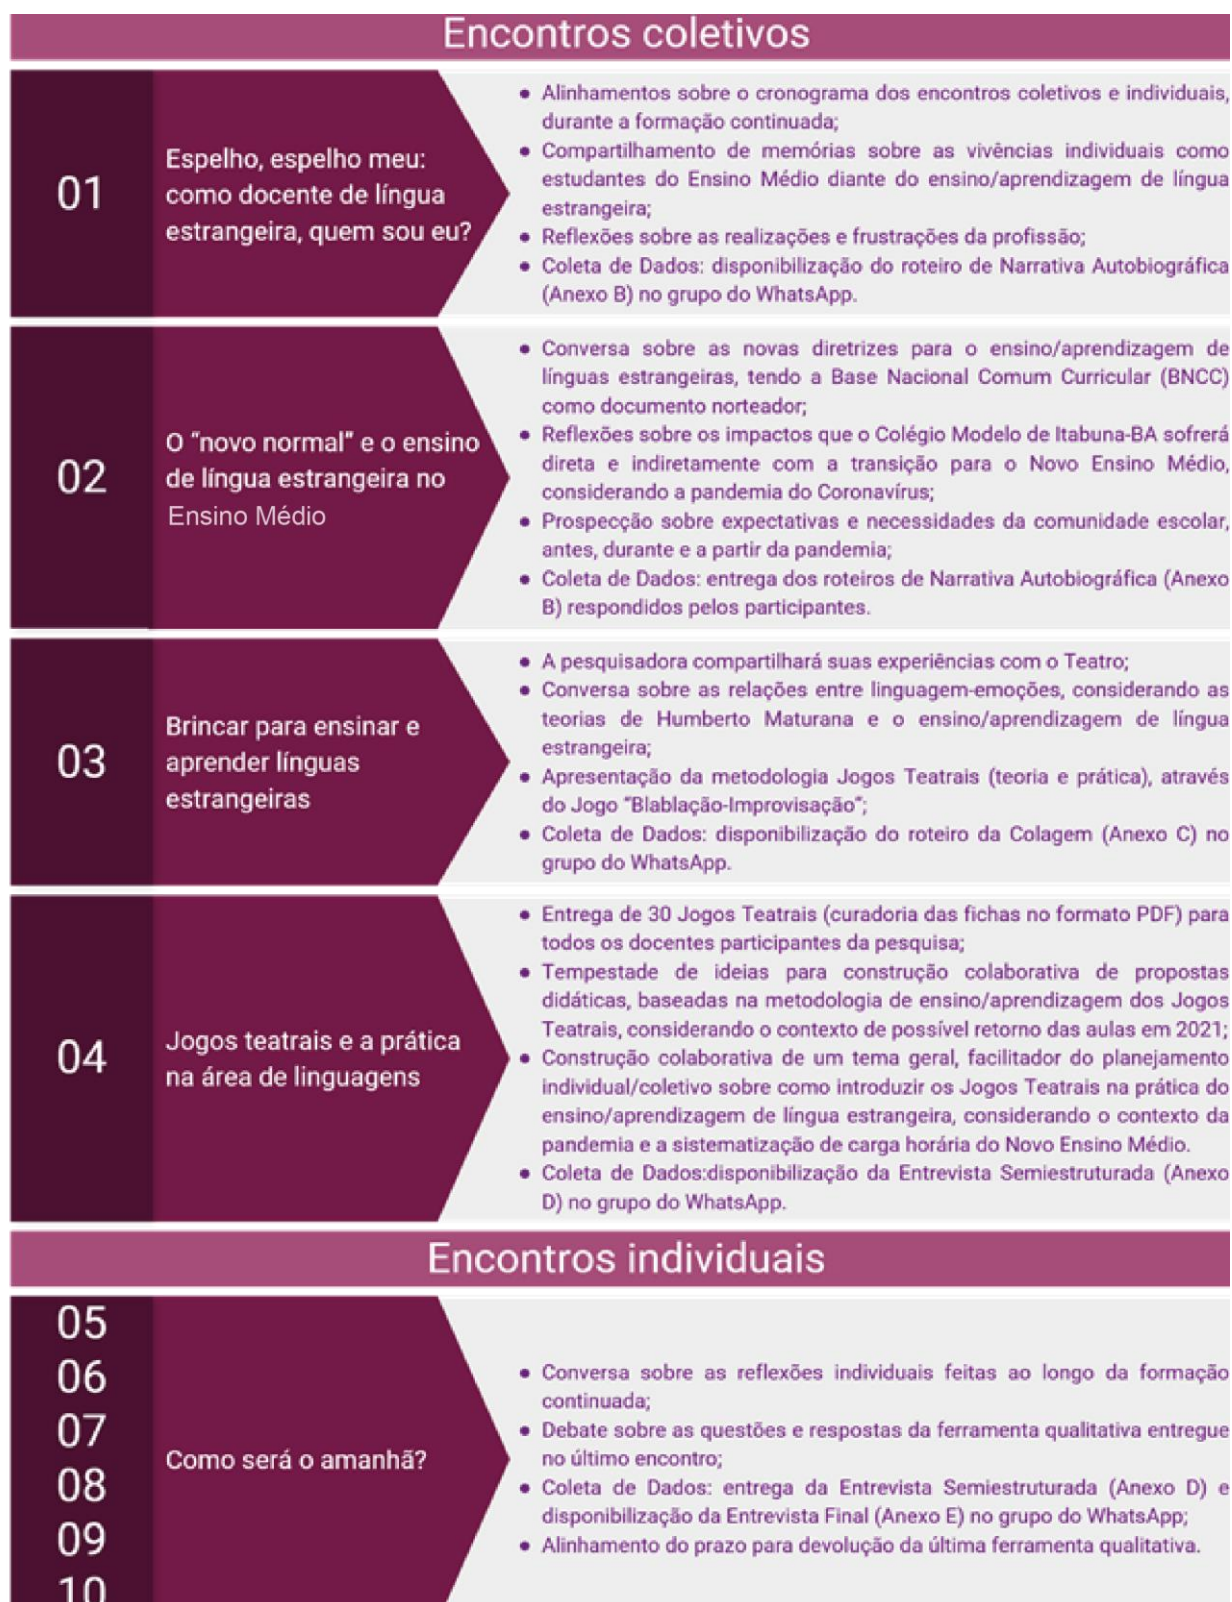 Encontros coletivos
01
Espelho, espelho meu:
como docente de língua
estrangeira, quem sou eu?
● Alinhamentos sobre o cronograma dos encontros coletivos e individuais,
durante a formação continuada;
● Compartilhamento de memórias sobre as vivências individuais como
estudantes do Ensino Médio diante do ensino/aprendizagem de língua
estrangeira;
● Reflexões sobre as realizações e frustrações da profissão;
● Coleta de Dados: disponibilização do roteiro de Narrativa Autobiográfica
(Anexo B) no grupo do WhatsApp.
02
O “novo normal” e o ensino
de língua estrangeira no
Ensino Médio
● Conversa sobre as novas diretrizes para o ensino/aprendizagem de
línguas estrangeiras, tendo a Base Nacional Comum Curricular (BNCC)
como documento norteador;
● Reflexões sobre os impactos que o Colégio Modelo de Itabuna-BA sofrerá
direta e indiretamente com a transição para o Novo Ensino Médio,
considerando a pandemia do Coronavírus;
● Prospecção sobre expectativas e necessidades da comunidade escolar,
antes, durante e a partir da pandemia;
● Coleta de Dados: entrega dos roteiros de Narrativa Autobiográfica (Anexo
B) respondidos pelos participantes.
03
Brincar para ensinar e
aprender línguas
estrangeiras
● A pesquisadora compartilhará suas experiências com o Teatro;
● Conversa sobre as relações entre linguagem-emoções, considerando as
teorias de Humberto Maturana e o ensino/aprendizagem de língua
estrangeira;
● Apresentação da metodologia Jogos Teatrais (teoria e prática), através
do Jogo “Blablação-Improvisação”;
● Coleta de Dados: disponibilização do roteiro da Colagem (Anexo C) no
grupo do WhatsApp.
04
Jogos teatrais e a prática
na área de linguagens
● Entrega de 30 Jogos Teatrais (curadoria das fichas no formato PDF) para
todos os docentes participantes da pesquisa;
● Tempestade de ideias para construção colaborativa de propostas
didáticas, baseadas na metodologia de ensino/aprendizagem dos Jogos
Teatrais, considerando o contexto de possível retorno das aulas em 2021;
● Construção colaborativa de um tema geral, facilitador do planejamento
individual/coletivo sobre como introduzir os Jogos Teatrais na prática do
ensino/aprendizagem de língua estrangeira, considerando o contexto da
pandemia e a sistematização de carga horária do Novo Ensino Médio.
● Coleta de Dados:disponibilização da Entrevista Semiestruturada (Anexo
D) no grupo do WhatsApp.
Encontros individuais
05
06
07
08
09
10
Como será o amanhã?
● Conversa sobre as reflexões individuais feitas ao longo da formação
continuada;
● Debate sobre as questões e respostas da ferramenta qualitativa entregue
no último encontro;
● Coleta de Dados: entrega da Entrevista Semiestruturada (Anexo D) e
disponibilização da Entrevista Final (Anexo E) no grupo do WhatsApp;
● Alinhamento do prazo para devolução da última ferramenta qualitativa.